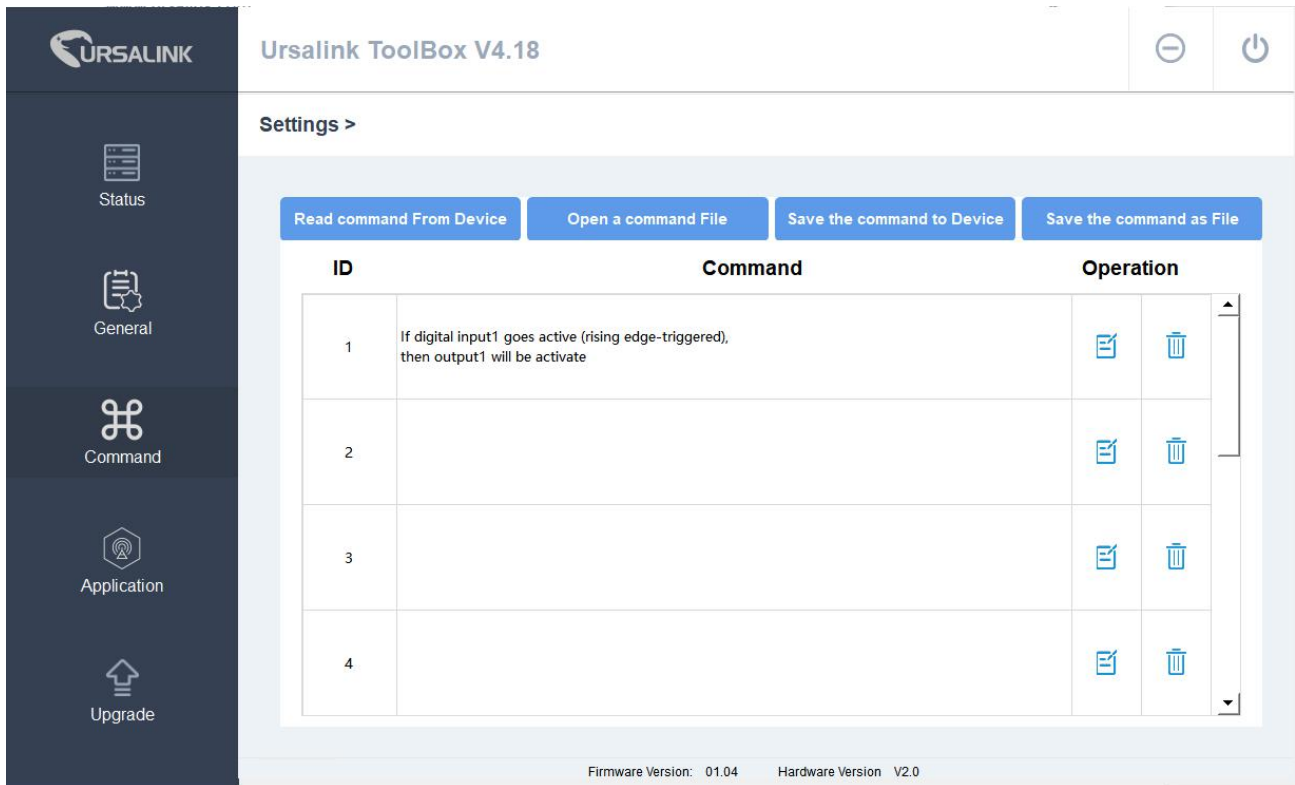 URSALINK
Ursalink ToolBox V4.18
Settings >
Status
General
Command
Application
Upgrade
Read command From Device
Open a command File
Save the command to Device
Save the command as File
ID Command Operation
1
If digital input1 goes active (rising edge-triggered),
then output1 will be activate
2
3
4
Firmware Version: 01.04 Hardware Version V2.0